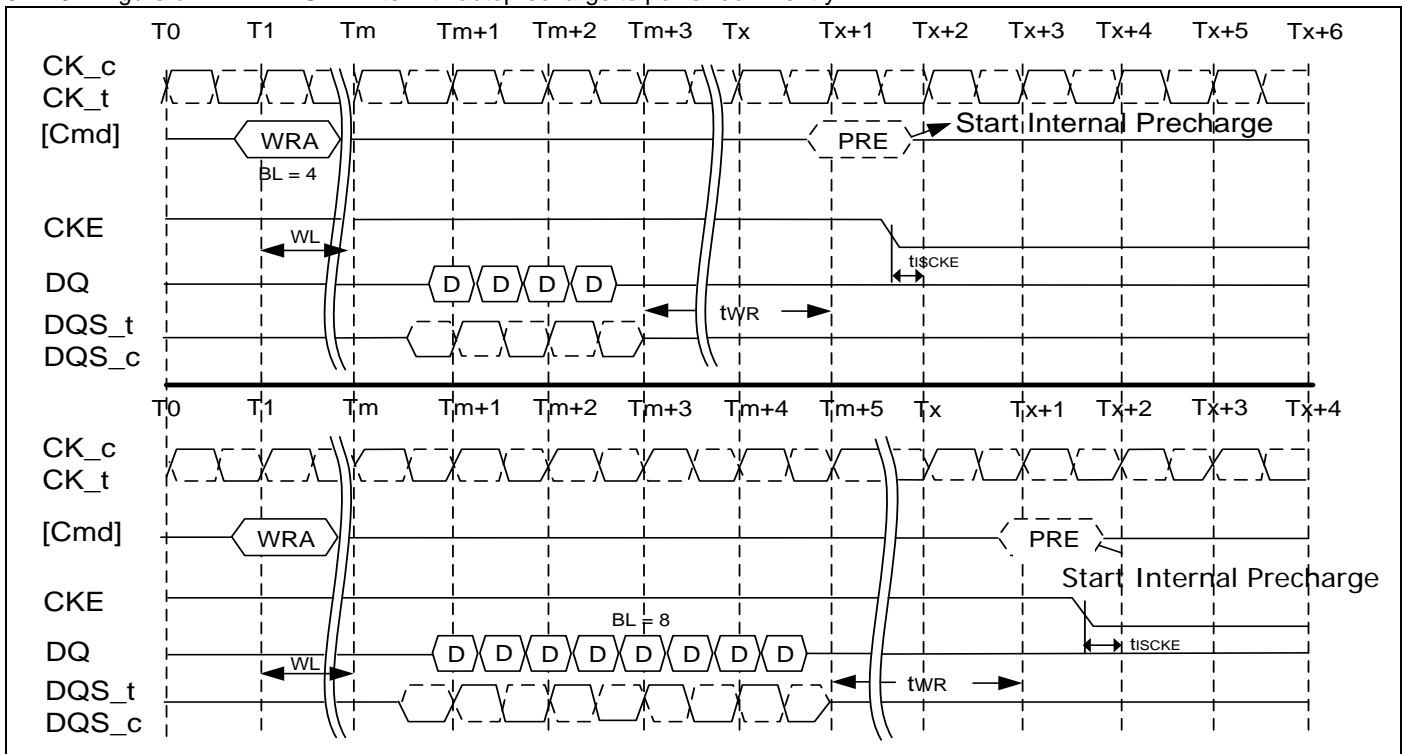 T0 T1 Tm Tm+1 Tm+2 Tm+3 Tx Tx+1 Tx+2 Tx+3 Tx+4 Tx+5 Tx+6
CK_c
CK_t
[Cmd] WRA PRE Start Internal Precharge
BL = 4
CKE
WL
tISCKE
DQ D D D D
tWR
DQS_t
DQS_c
T0 T1 Tm Tm+1 Tm+2 Tm+3 Tm+4 Tm+5 Tx Tx+1 Tx+2 Tx+3 Tx+4
CK_c
CK_t
[Cmd] WRA PRE
Start Internal Precharge
CKE
BL = 8
DQ D D D D D D D D
tISCKE
WL
tWR
DQS_t
DQS_c